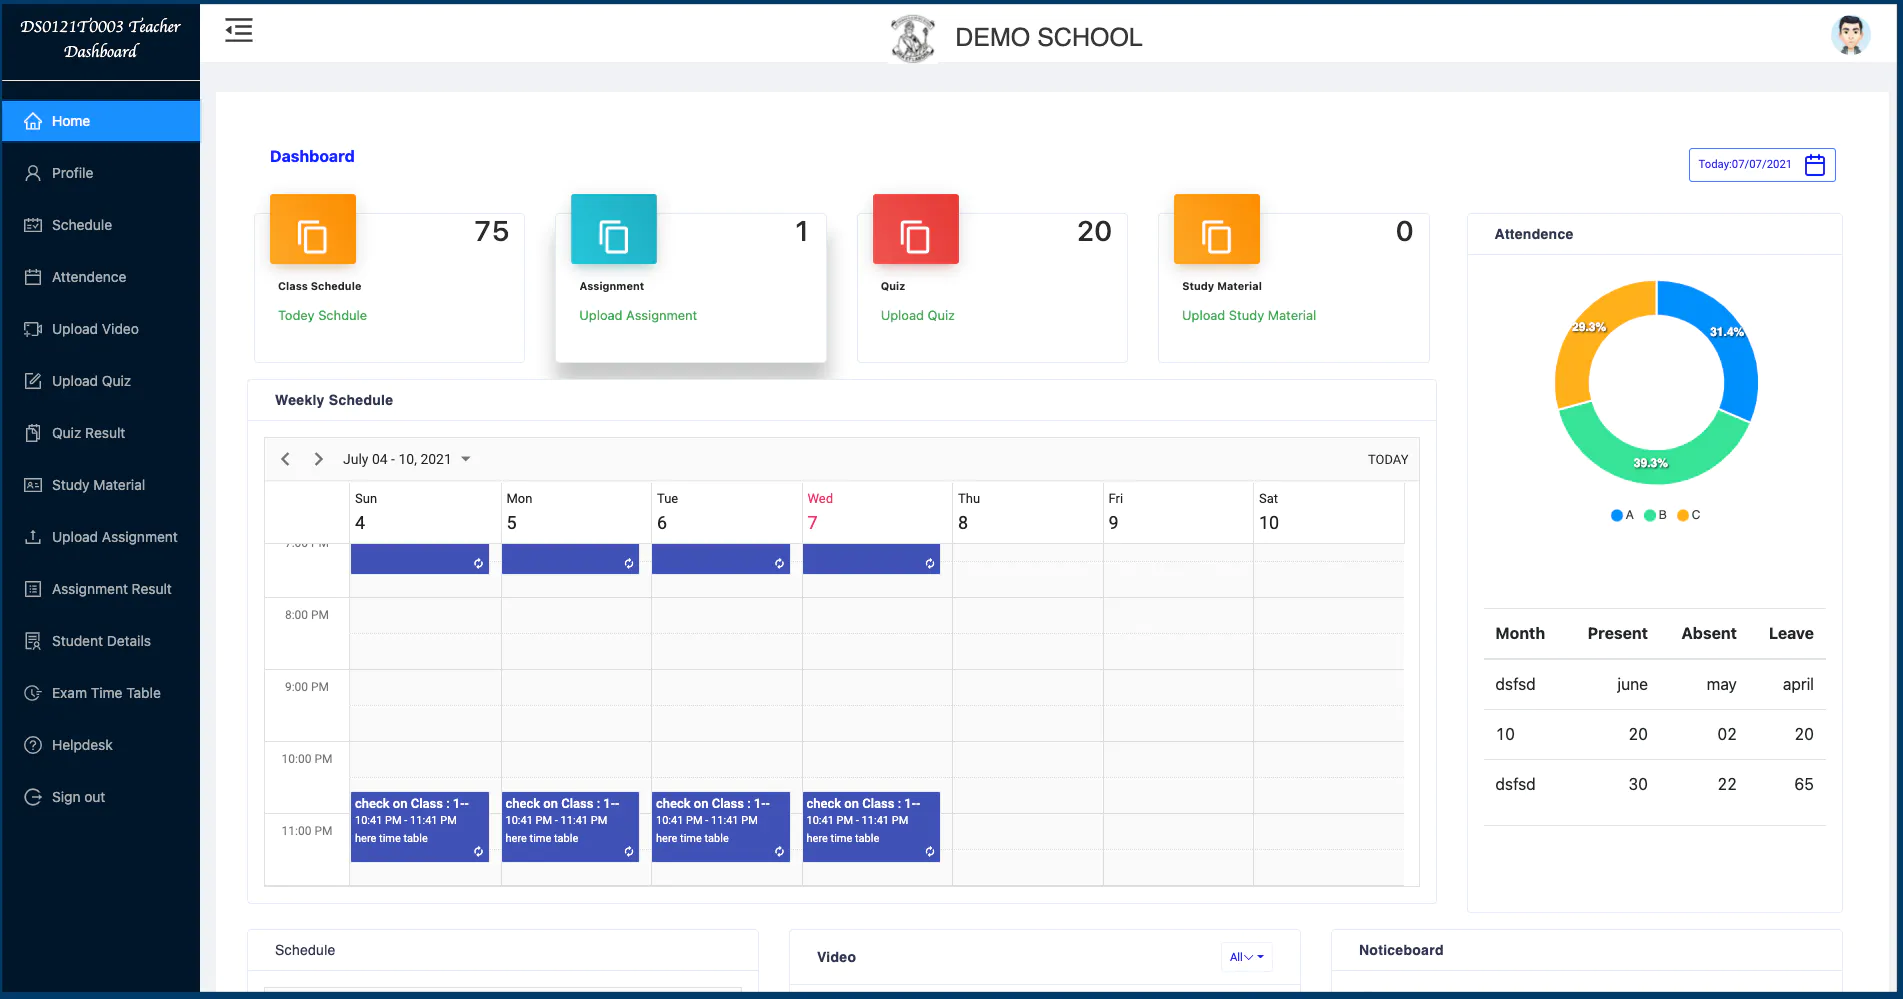 DS0121T0003 Teacher
Dashboard
DEMO SCHOOL
Home
Profile
Schedule
Attendence
Upload Video
Upload Quiz
Quiz Result
Study Material
Upload Assignment
Assignment Result
Student Details
Exam Time Table
Helpdesk
Sign out
Dashboard
Today:07/07/2021
75
Class Schedule
Todey Schdule
1
Assignment
Upload Assignment
20
Quiz
Upload Quiz
0
Study Material
Upload Study Material
Weekly Schedule
July 04 - 10, 2021
TODAY
Sun Mon Tue Wed Thu Fri Sat
4 5 6 7 8 9 10
7:00 PM
8:00 PM
9:00 PM
10:00 PM
11:00 PM
check on Class : 1--
10:41 PM - 11:41 PM
here time table
check on Class : 1--
10:41 PM - 11:41 PM
here time table
check on Class : 1--
10:41 PM - 11:41 PM
here time table
check on Class : 1--
10:41 PM - 11:41 PM
here time table
Attendence
29.3%
31.4%
39.3%
A B C
Month Present Absent Leave
dsfsd june may april
10 20 02 20
dsfsd 30 22 65
Schedule
Video
All
Noticeboard